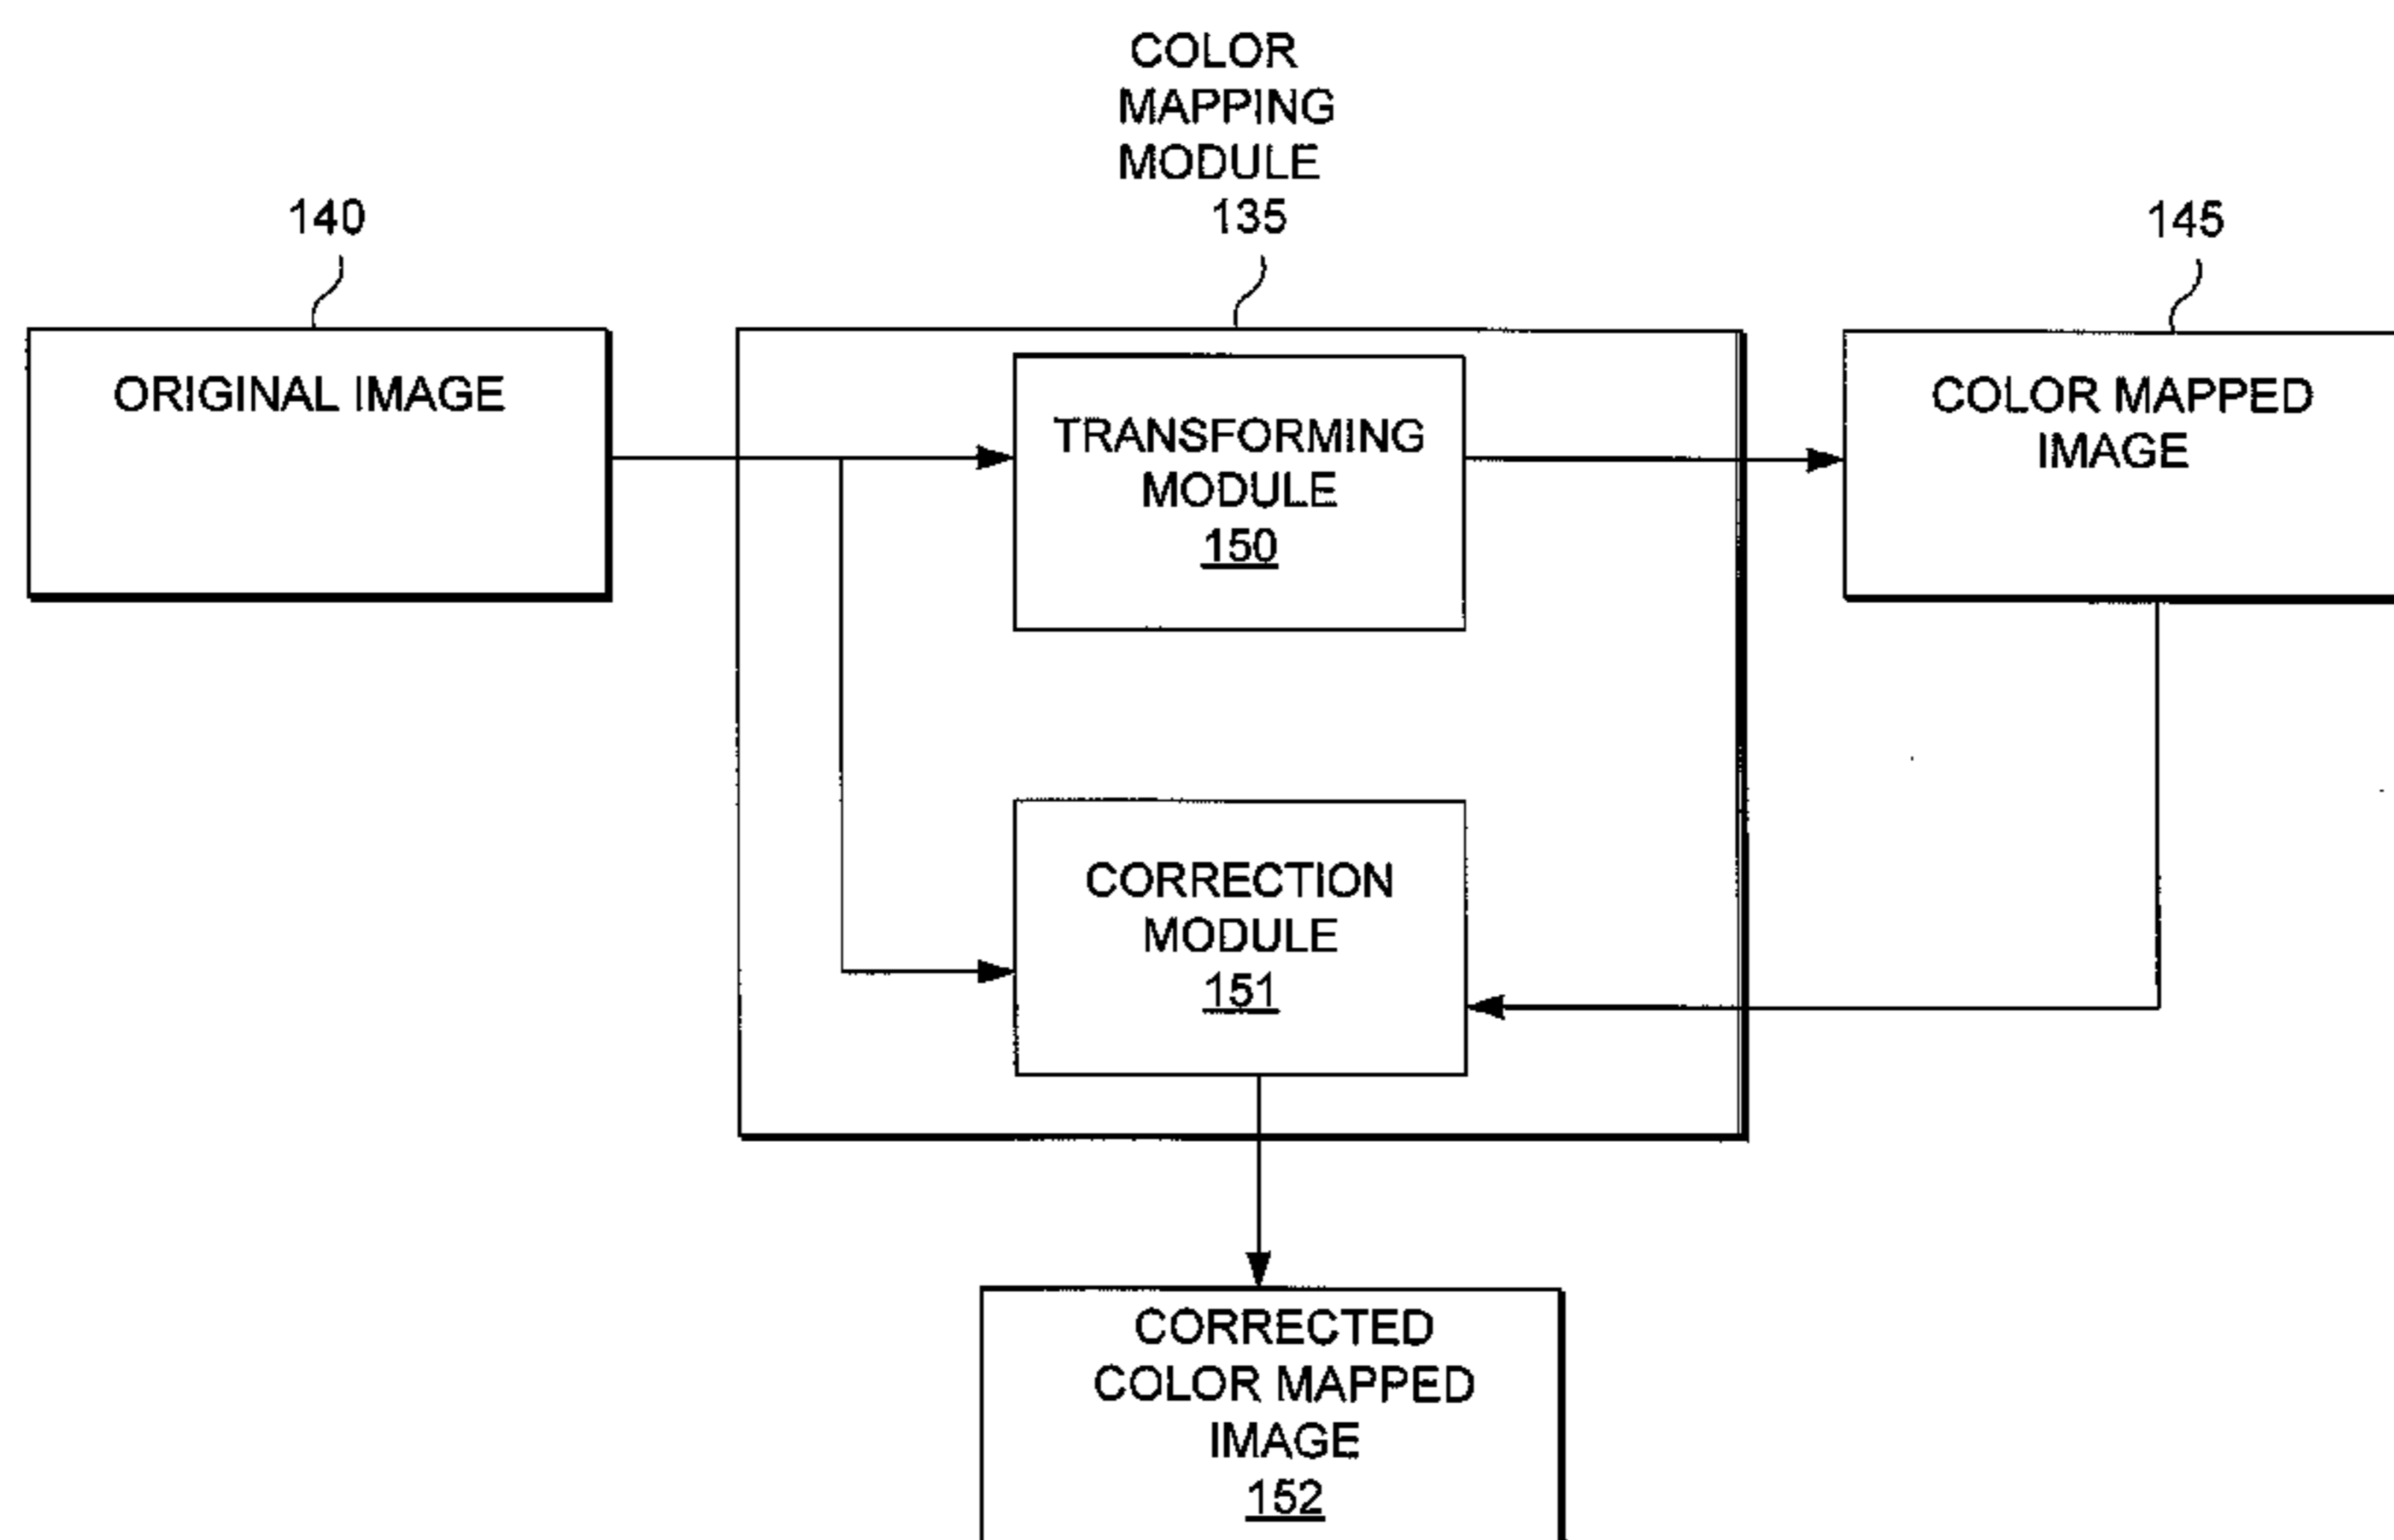 COLOR
MAPPING
MODULE
135
140
145
ORIGINAL IMAGE
TRANSFORMING
MODULE
150
COLOR MAPPED
IMAGE
CORRECTION
MODULE
151
CORRECTED
COLOR MAPPED
IMAGE
152